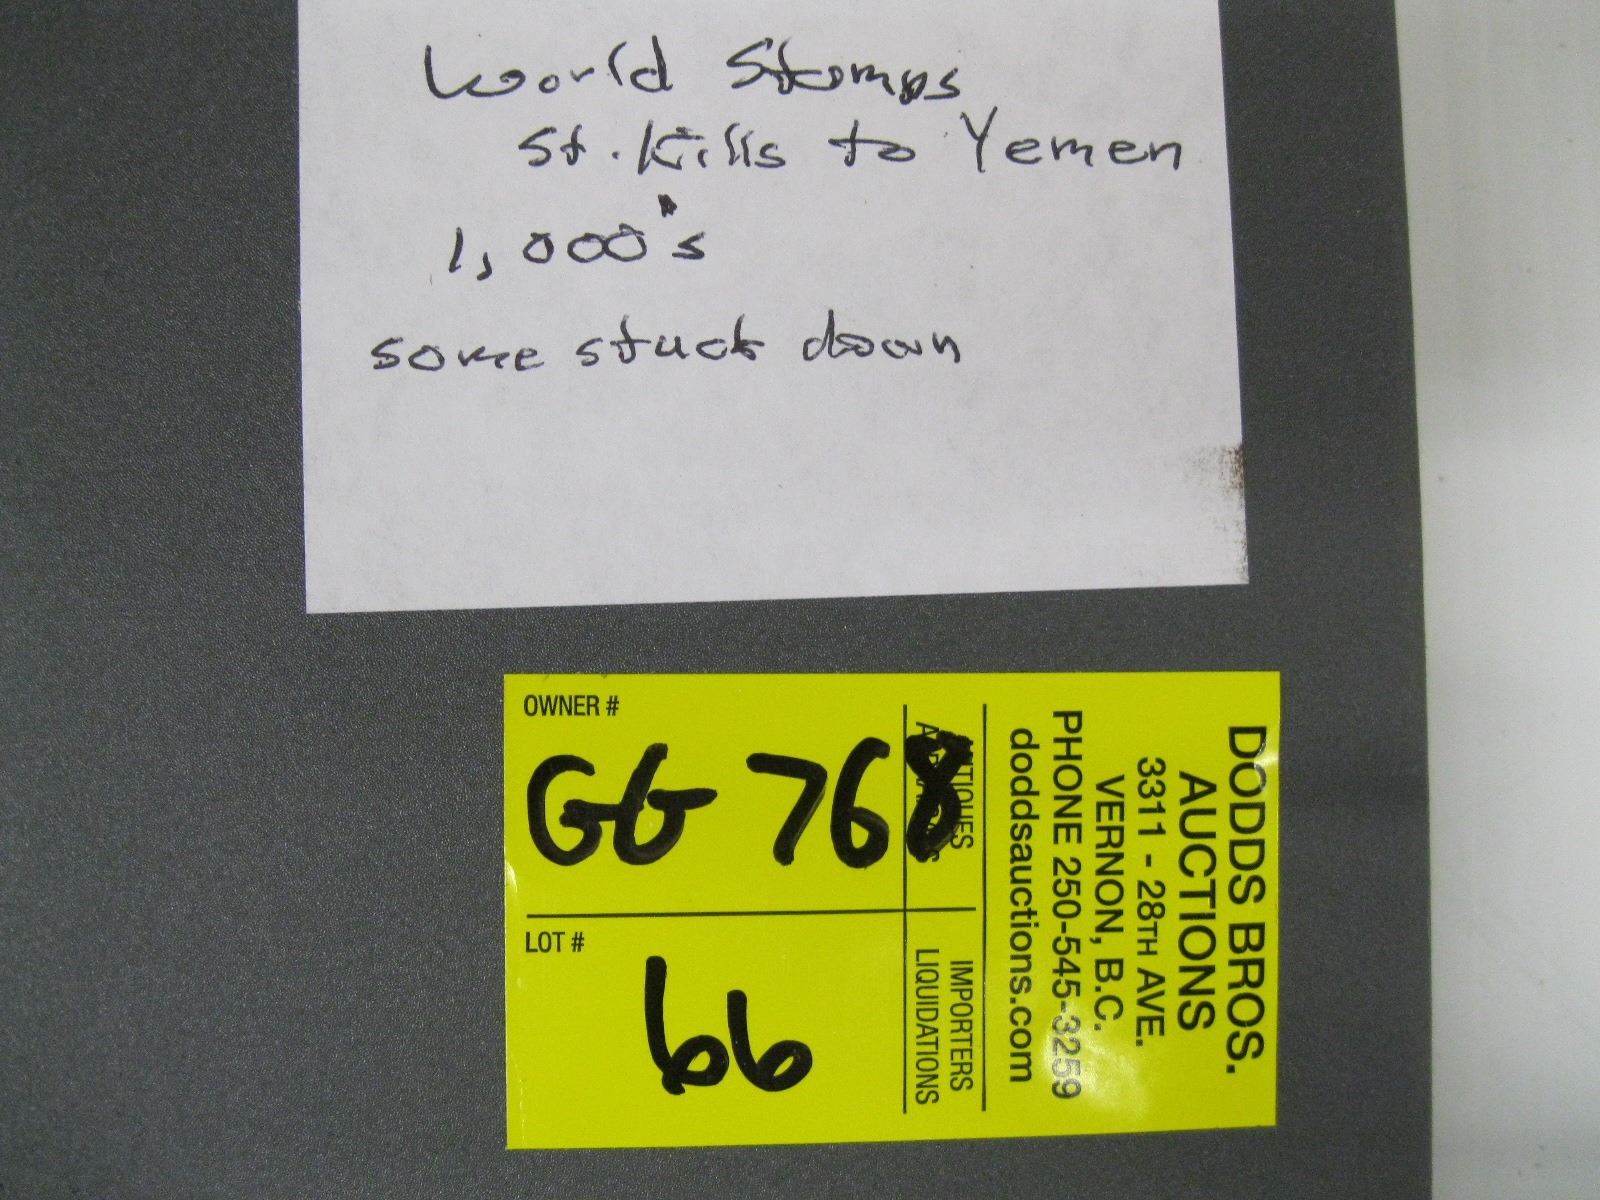 World Stamps
St. Kills to Yemen
1,000's
some stuck down
OWNER #
GG 768
LOT #
66
DODDS BROS.
AUCTIONS
3311 - 28TH AVE.
VERNON, B.C.
PHONE 250-545-3259
doddsauctions.com
ANTIQUES
IMPORTERS
LIQUIDATIONS